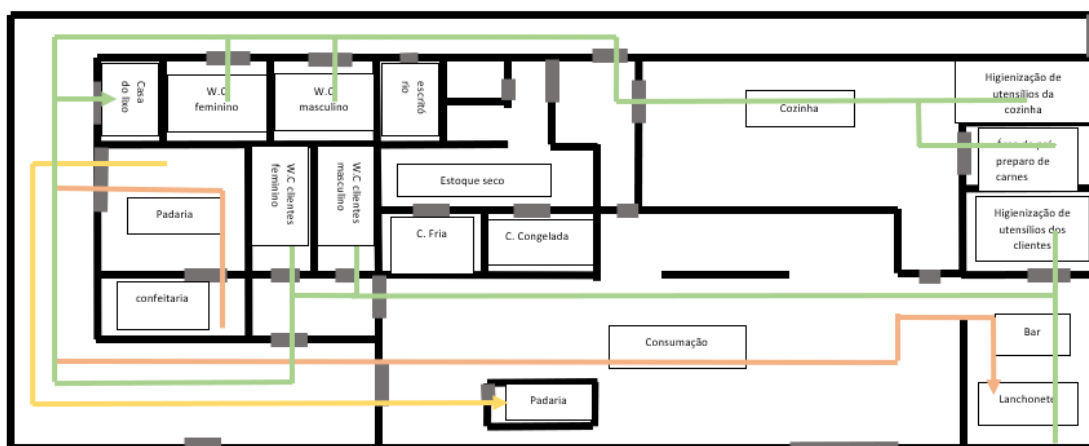 Casa
do lixo
W.C
feminino
W.C
masculino
escritó
rio
Cozinha
Higienização de
utensílios da
cozinha
preparo de
carnes
W.C clientes
feminino
W.C clientes
masculino
Estoque seco
Padaria
C. Fria
C. Congelada
Higienização de
utensílios dos
clientes
confeitaria
Consumação
Bar
Padaria
Lanchonete